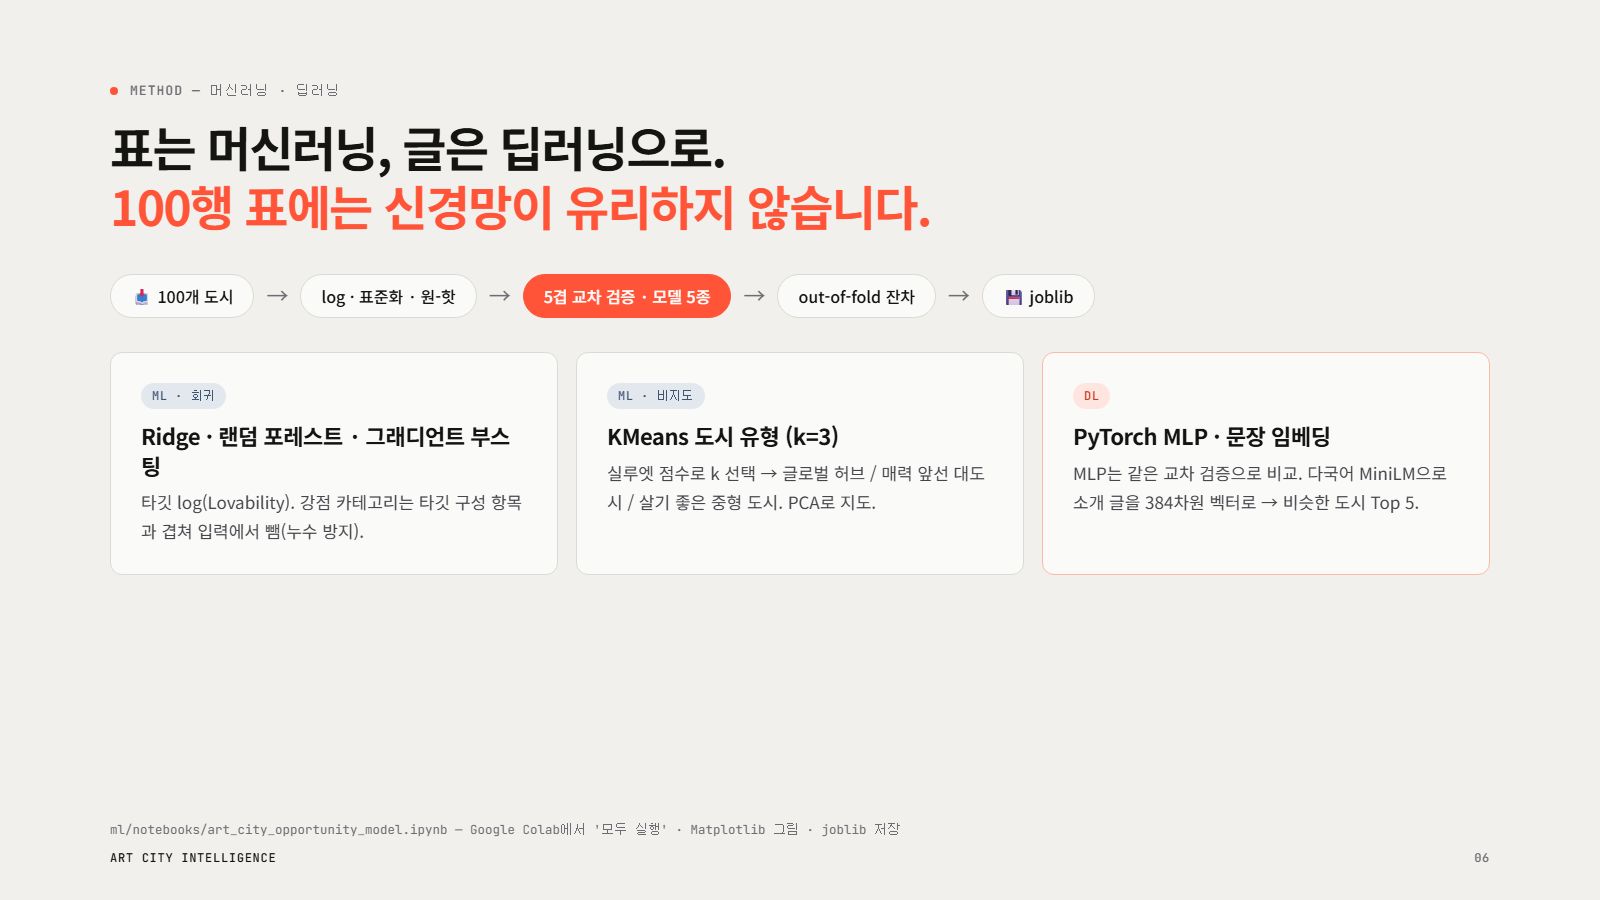 METHOD — 머신러닝 · 딥러닝
표는 머신러닝, 글은 딥러닝으로.
100행 표에는 신경망이 유리하지 않습니다.
100개 도시 → log · 표준화 · 원-핫 → 5겹 교차 검증 · 모델 5종 → out-of-fold 잔차 → joblib
ML · 회귀
Ridge · 랜덤 포레스트 · 그래디언트 부스
팅
타깃 log(Lovability). 강점 카테고리는 타깃 구성 항목
과 겹쳐 입력에서 뺌(누수 방지).
ML · 비지도
KMeans 도시 유형 (k=3)
실루엣 점수로 k 선택 → 글로벌 허브 / 매력 앞선 대도
시 / 살기 좋은 중형 도시. PCA로 지도.
DL
PyTorch MLP · 문장 임베딩
MLP는 같은 교차 검증으로 비교. 다국어 MiniLM으로
소개 글을 384차원 벡터로 → 비슷한 도시 Top 5.
ml/notebooks/art_city_opportunity_model.ipynb — Google Colab에서 '모두 실행' · Matplotlib 그림 · joblib 저장
ART CITY INTELLIGENCE
06